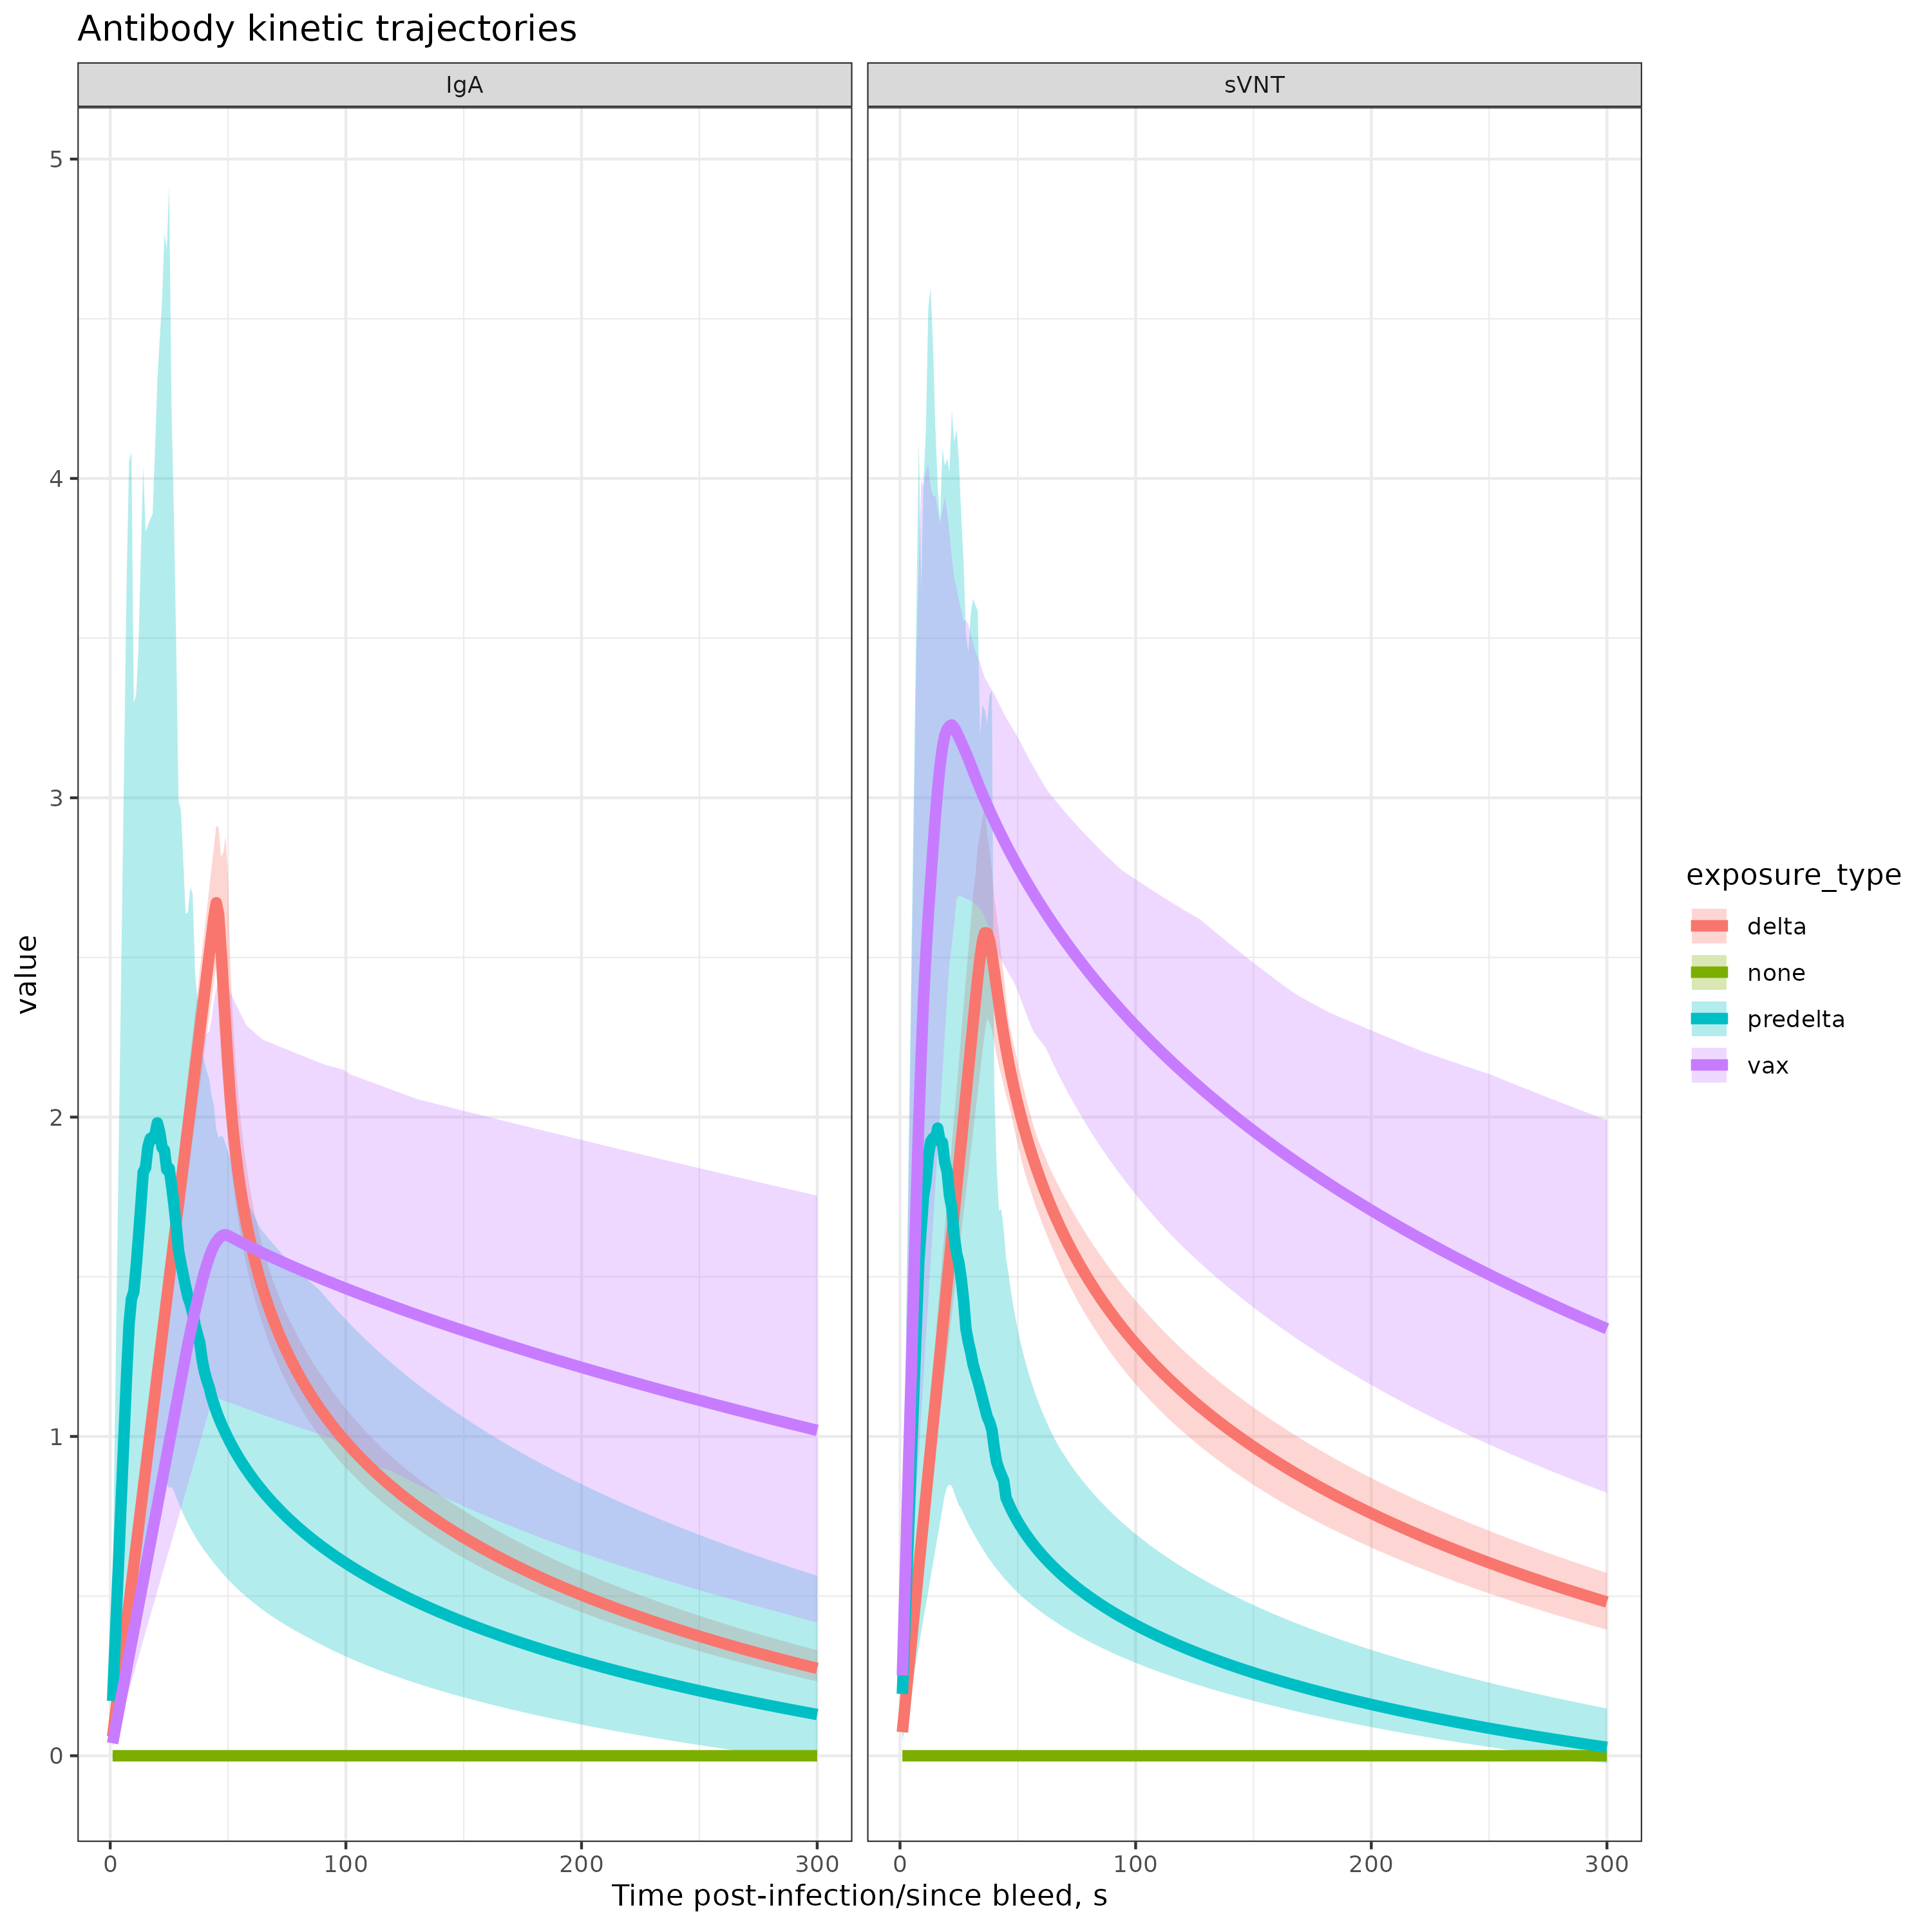 Antibody kinetic trajectories
IgA
sVNT
5
4
3
2
1
0
value
0
100
200
300
0
100
200
300
Time post-infection/since bleed, s
exposure_type
delta
none
predelta
vax